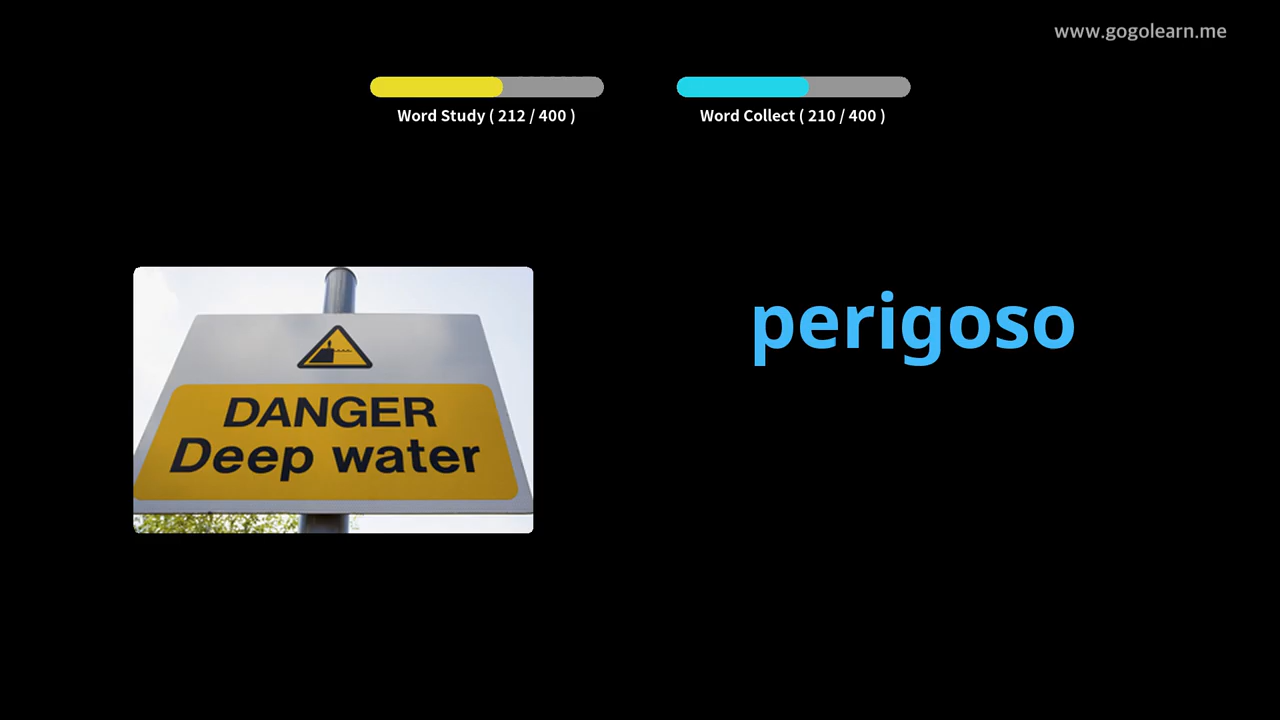 www.gogolearn.me
Word Study ( 212 / 400 )
Word Collect ( 210 / 400 )
DANGER
Deep water
perigoso